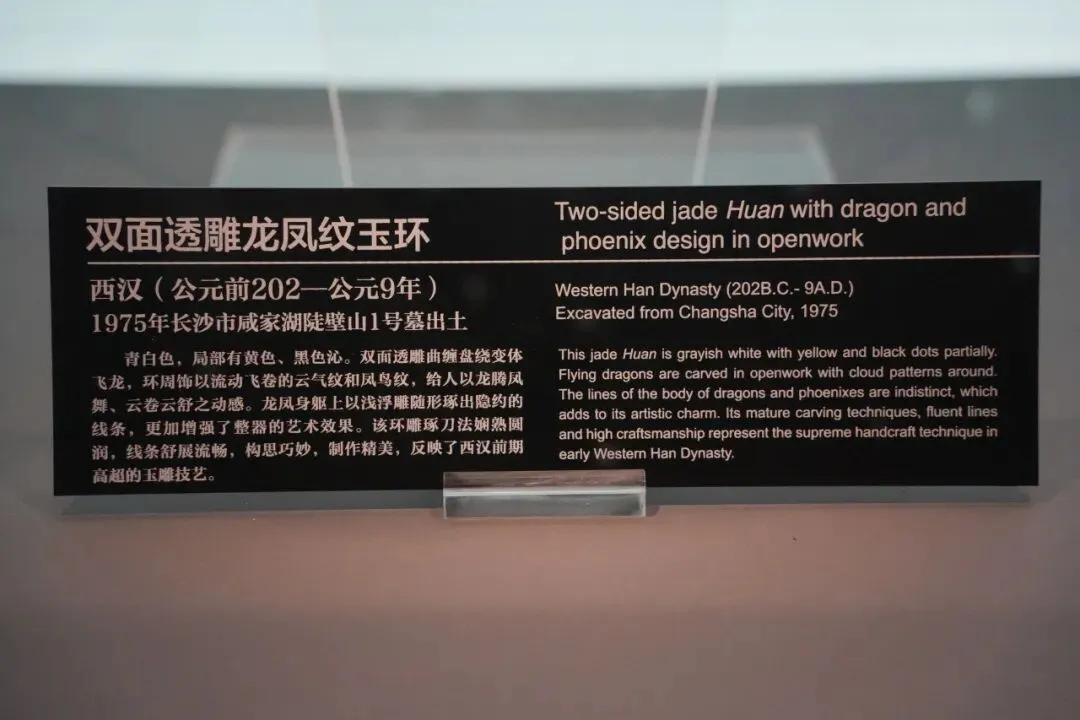 双面透雕龙凤纹玉环
西汉（公元前202—公元9年）
1975年长沙市咸家湖陡壁山1号墓出土
青白色，局部有黄色、黑色沁。双面透雕曲缠盘绕变体
飞龙，环周饰以流动飞卷的云气纹和凤鸟纹，给人以龙腾凤
舞、云卷云舒之动感。龙凤身躯上以浅浮雕随形琢出隐约的
线条，更加增强了整器的艺术效果。该环雕琢刀法娴熟圆
润，线条舒展流畅，构思巧妙，制作精美，反映了西汉前期
高超的玉雕技艺。
Two-sided jade Huan with dragon and
phoenix design in openwork
Western Han Dynasty (202B.C.- 9A.D.)
Excavated from Changsha City, 1975
This jade Huan is grayish white with yellow and black dots partially.
Flying dragons are carved in openwork with cloud patterns around.
The lines of the body of dragons and phoenixes are indistinct, which
adds to its artistic charm. Its mature carving techniques, fluent lines
and high craftsmanship represent the supreme handcraft technique in
early Western Han Dynasty.